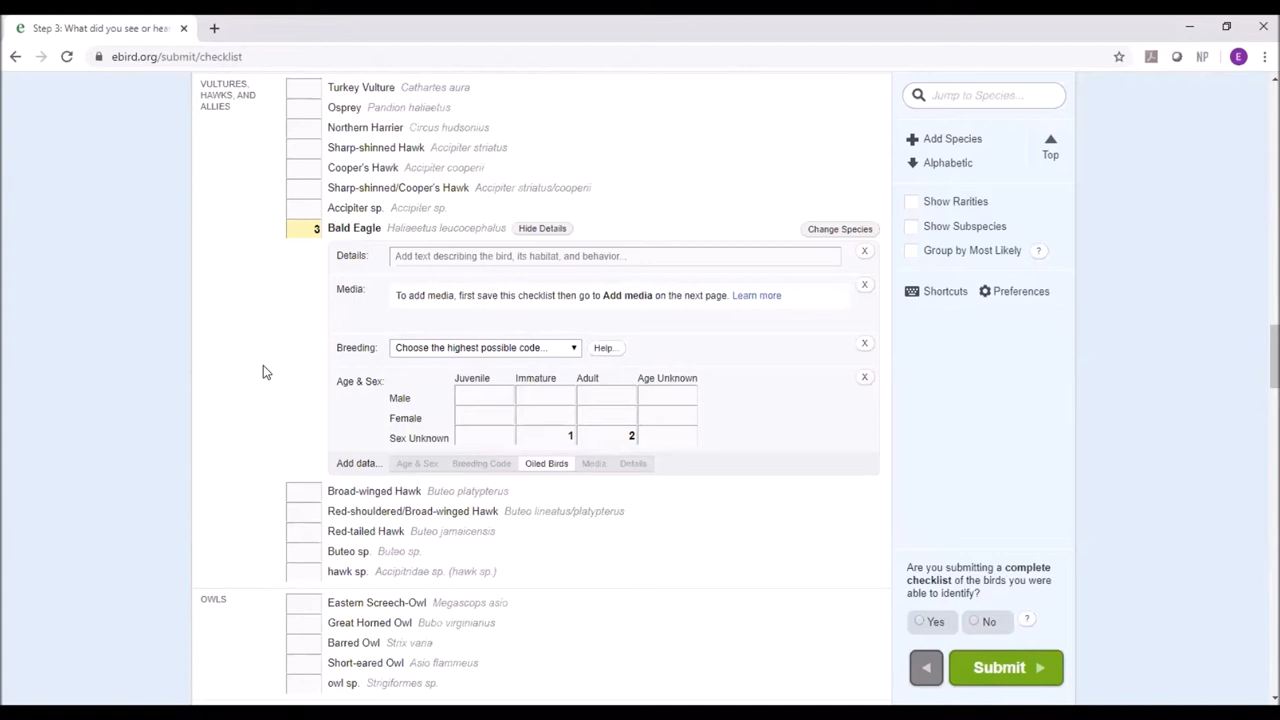 Step 3: What did you see or hea
ebird.org/submit/checklist
NP
E
VULTURES, HAWKS, AND ALLIES
Turkey Vulture Cathartes aura
Osprey Pandion haliaetus
Northern Harrier Circus hudsonius
Sharp-shinned Hawk Accipiter striatus
Cooper's Hawk Accipiter cooperii
Sharp-shinned/Cooper's Hawk Accipiter striatus/cooperii
Accipiter sp. Accipiter sp.
3 Bald Eagle Haliaeetus leucocephalus Hide Details Change Species
Details: Add text describing the bird, its habitat, and behavior... X
Media: To add media, first save this checklist then go to Add media on the next page. Learn more X
Breeding: Choose the highest possible code... Help... X
Age & Sex: Juvenile Immature Adult Age Unknown X
Male
Female
Sex Unknown 1 2
Add data... Age & Sex Breeding Code Oiled Birds Media Details
Broad-winged Hawk Buteo platypterus
Red-shouldered/Broad-winged Hawk Buteo lineatus/platypterus
Red-tailed Hawk Buteo jamaicensis
Buteo sp. Buteo sp.
hawk sp. Accipitridae sp. (hawk sp.)
OWLS
Eastern Screech-Owl Megascops asio
Great Horned Owl Bubo virginianus
Barred Owl Strix varia
Short-eared Owl Asio flammeus
owl sp. Strigiformes sp.
Jump to Species...
Add Species
Alphabetic
Top
Show Rarities
Show Subspecies
Group by Most Likely ?
Shortcuts Preferences
Are you submitting a complete
checklist of the birds you were
able to identify?
Yes No ?
Submit